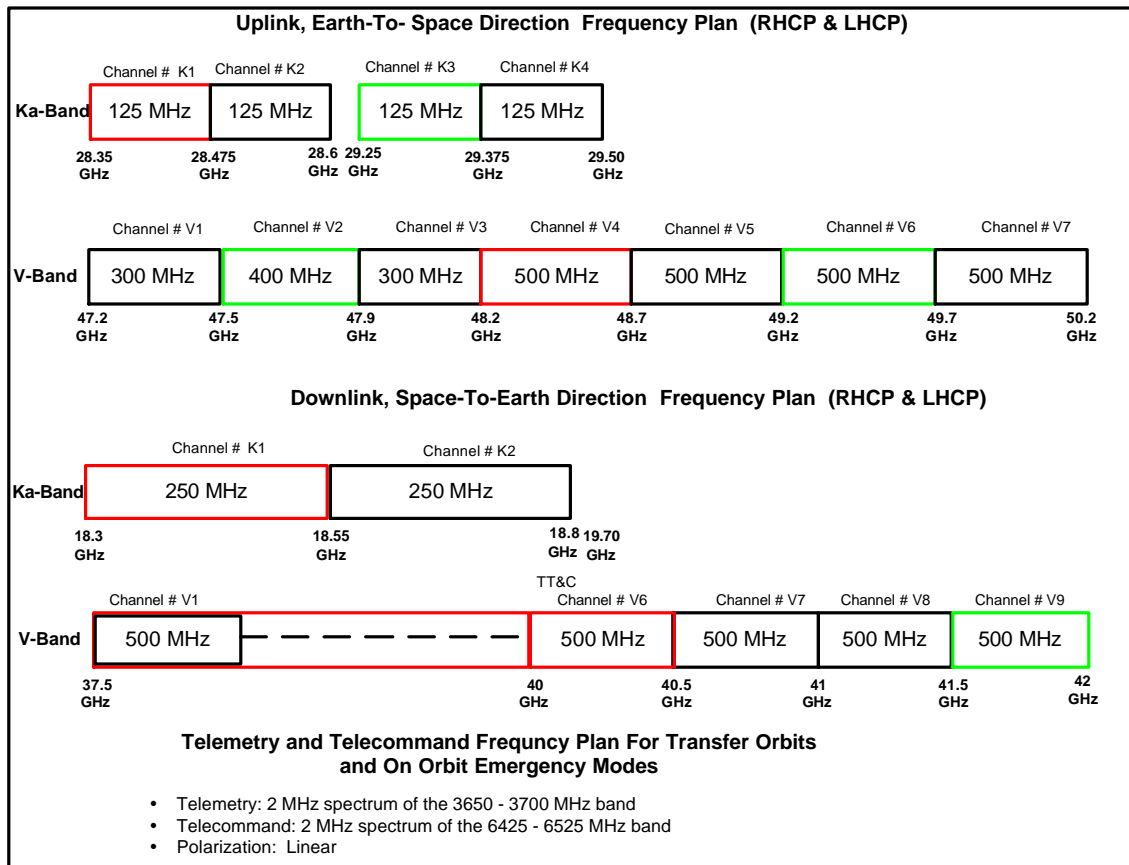 Uplink, Earth-To- Space Direction Frequency Plan (RHCP & LHCP)
Channel # K1 Channel # K2 Channel # K3 Channel # K4
Ka-Band 125 MHz 125 MHz 125 MHz 125 MHz
28.35 28.475 28.6 29.25 29.375 29.50
GHz GHz GHz GHz GHz GHz
Channel # V1 Channel # V2 Channel # V3 Channel # V4 Channel # V5 Channel # V6 Channel # V7
V-Band 300 MHz 400 MHz 300 MHz 500 MHz 500 MHz 500 MHz 500 MHz
47.2 47.5 47.9 48.2 48.7 49.2 49.7 50.2
GHz GHz GHz GHz GHz GHz GHz GHz
Downlink, Space-To-Earth Direction Frequency Plan (RHCP & LHCP)
Channel # K1 Channel # K2
Ka-Band 250 MHz 250 MHz
18.3 18.55 18.8 19.70
GHz GHz GHz GHz
TT&C
Channel # V1 Channel # V6 Channel # V7 Channel # V8 Channel # V9
V-Band 500 MHz 500 MHz 500 MHz 500 MHz 500 MHz
37.5 40 40.5 41 41.5 42
GHz GHz GHz GHz GHz GHz
Telemetry and Telecommand Frequncy Plan For Transfer Orbits
and On Orbit Emergency Modes
• Telemetry: 2 MHz spectrum of the 3650 - 3700 MHz band
• Telecommand: 2 MHz spectrum of the 6425 - 6525 MHz band
• Polarization: Linear